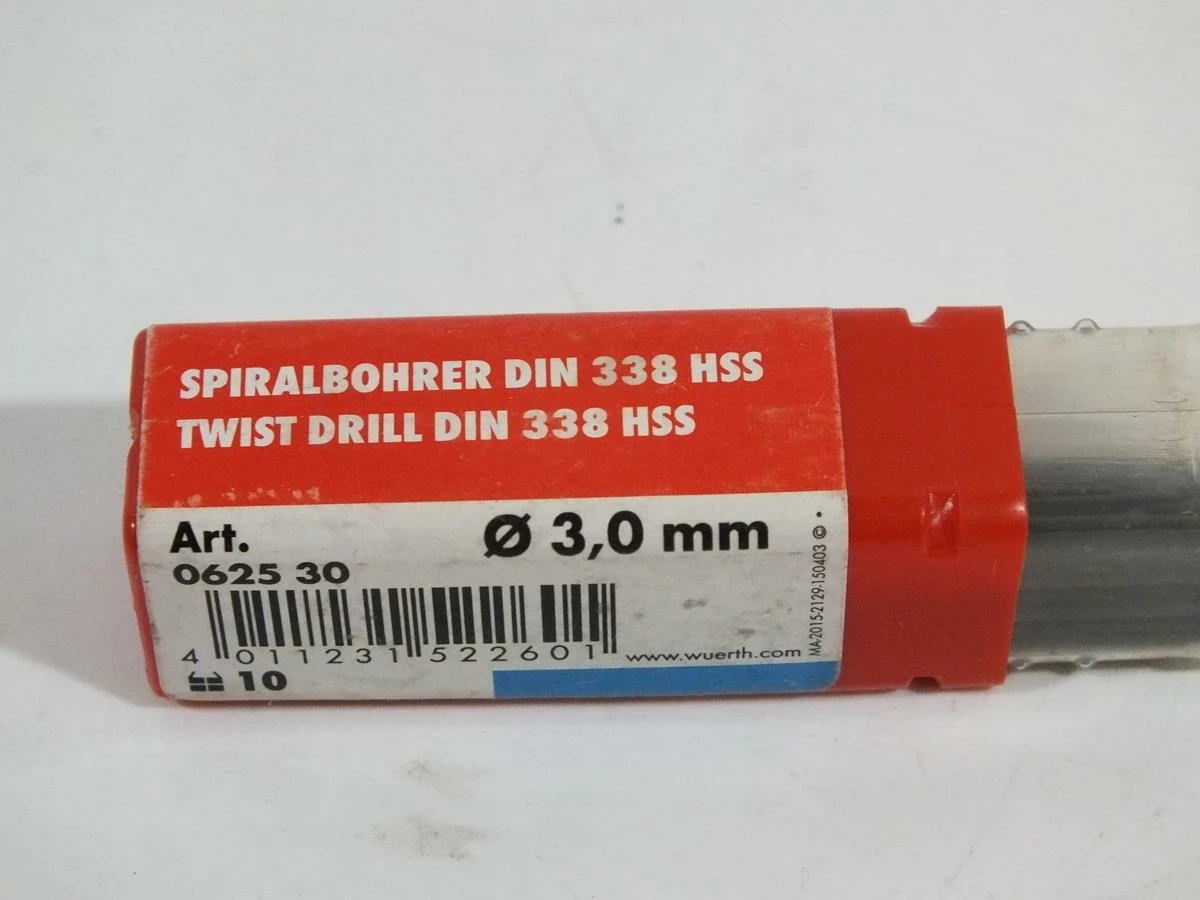 SPIRALBOHRER DIN 338 HSS
TWIST DRILL DIN 338 HSS
Art.
Ø 3,0 mm
0625 30
4 011231 522601
www.wuerth.com
10
MA-2015-2129-150403 © •